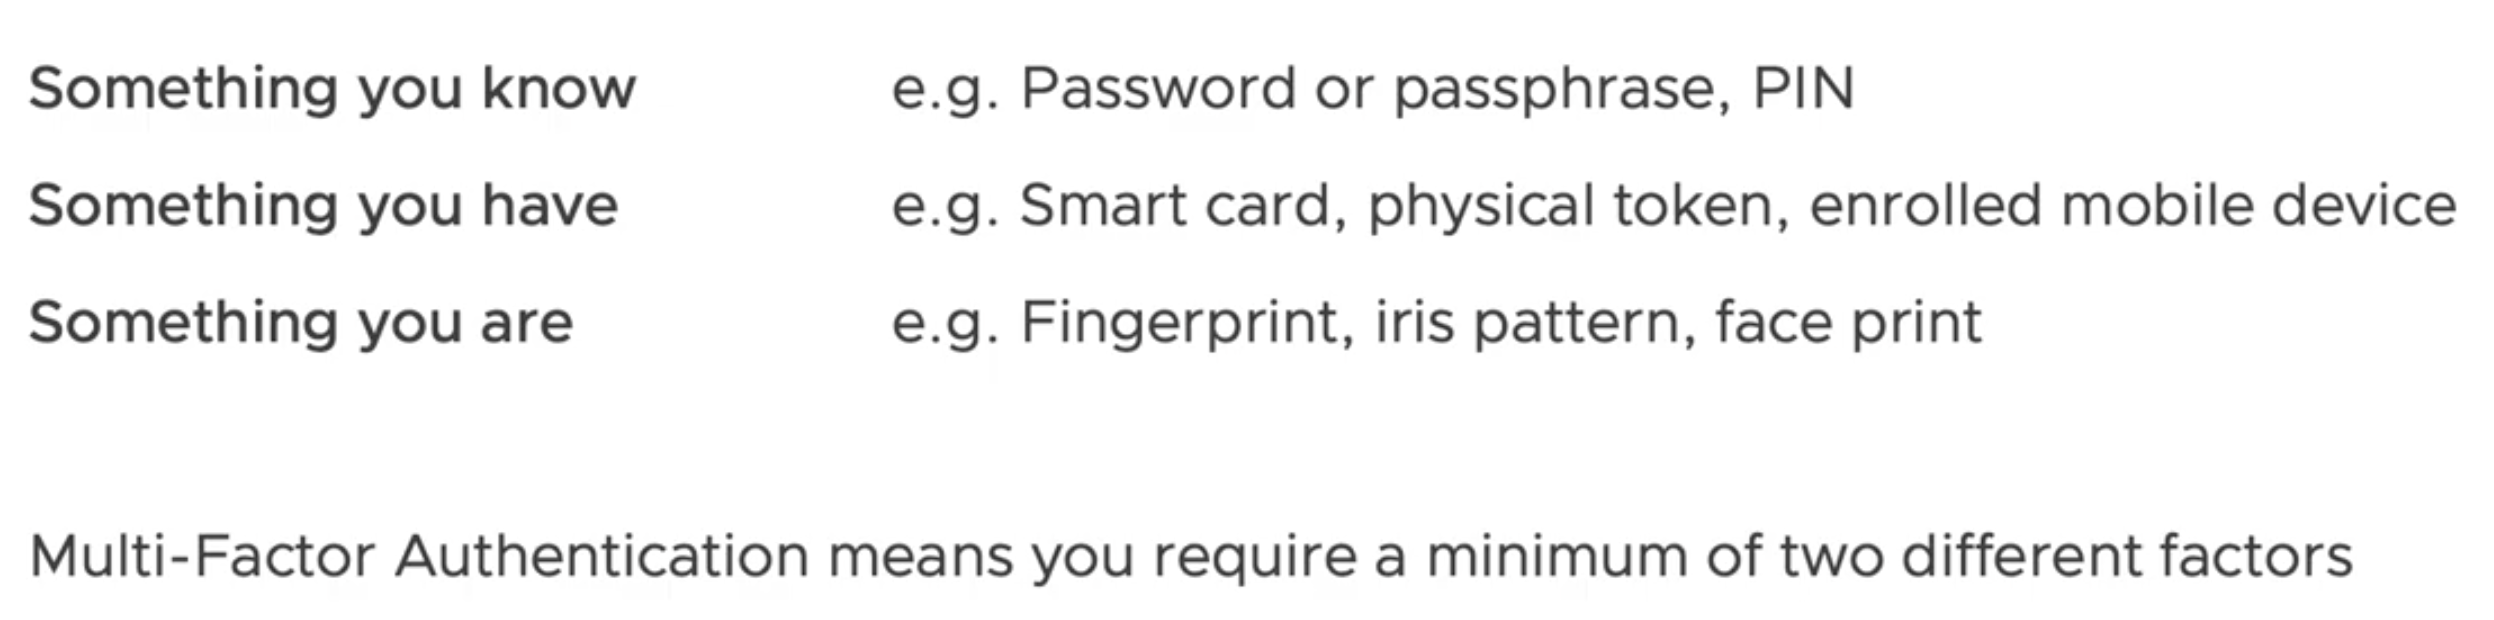 Something you know e.g. Password or passphrase, PIN
Something you have e.g. Smart card, physical token, enrolled mobile device
Something you are e.g. Fingerprint, iris pattern, face print
Multi-Factor Authentication means you require a minimum of two different factors